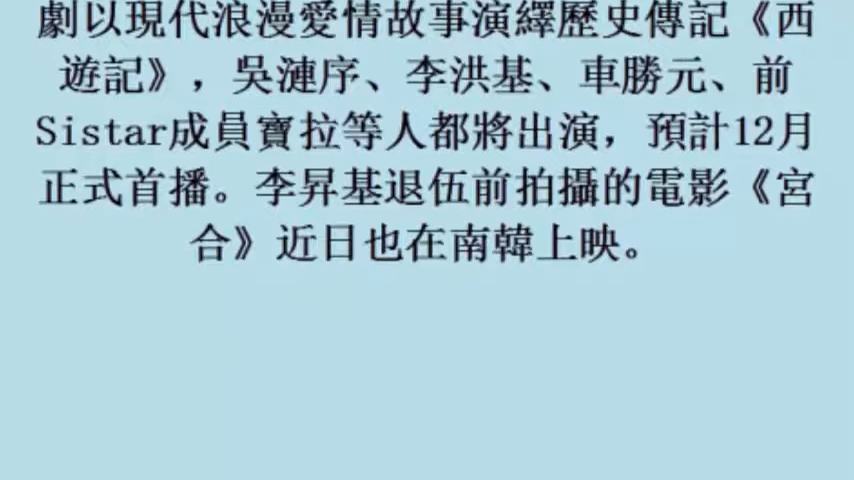 劇以現代浪漫愛情故事演繹歷史傳記《西
遊記》，吳漣序、李洪基、車勝元、前
Sistar成員寶拉等人都將出演，預計12月
正式首播。李昇基退伍前拍攝的電影《宮
合》近日也在南韓上映。